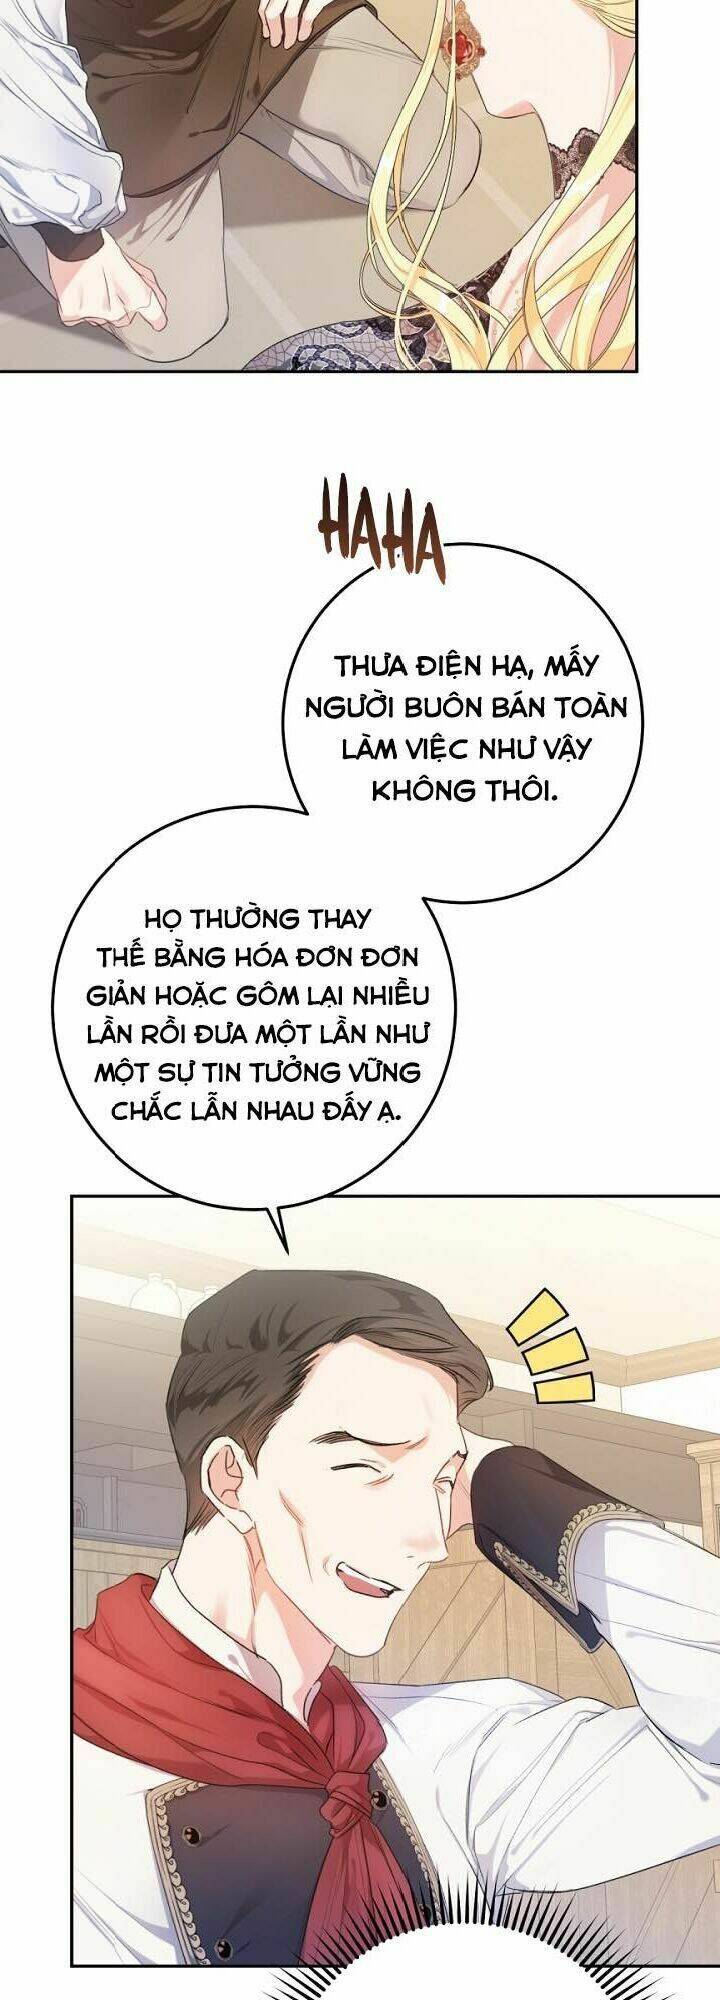 HAHA
THƯA ĐIỆN HẠ, MẤY
NGƯỜI BUÔN BÁN TOÀN
LÀM VIỆC NHƯ VẬY
KHÔNG THÔI.
HỌ THƯỜNG THAY
THẾ BẰNG HÓA ĐƠN ĐƠN
GIẢN HOẶC GÔM LẠI NHIỀU
LẦN RỒI ĐƯA MỘT LẦN NHƯ
MỘT SỰ TIN TƯỞNG VỮNG
CHẮC LẪN NHAU ĐẤY Ạ.